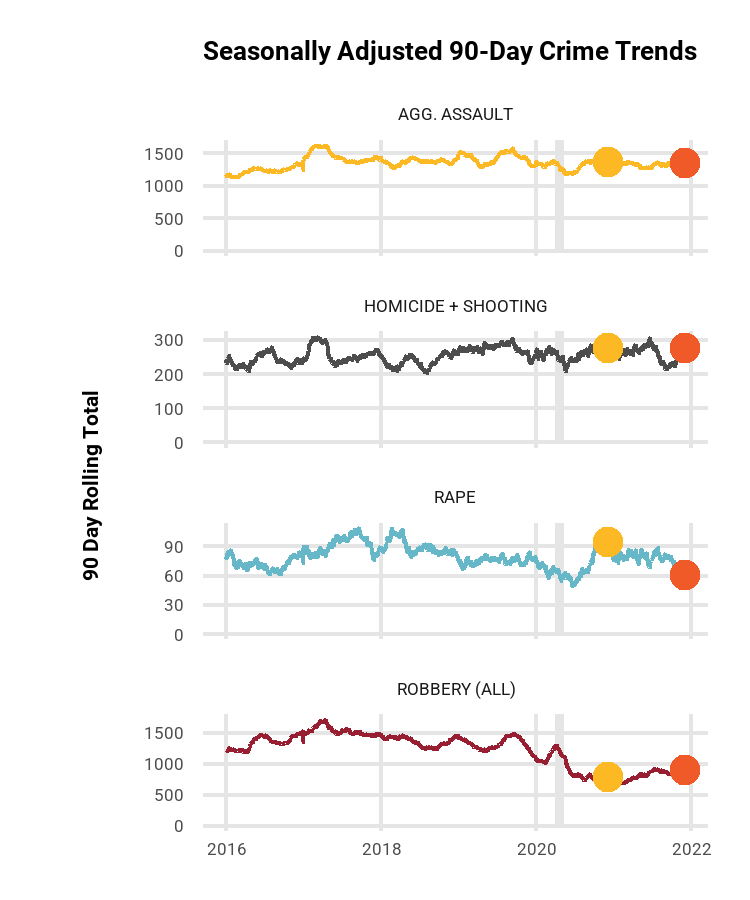 Seasonally Adjusted 90-Day Crime Trends
90 Day Rolling Total
AGG. ASSAULT
1500
1000
500
0
HOMICIDE + SHOOTING
300
200
100
0
RAPE
90
60
30
0
ROBBERY (ALL)
1500
1000
500
0
2016 2018 2020 2022